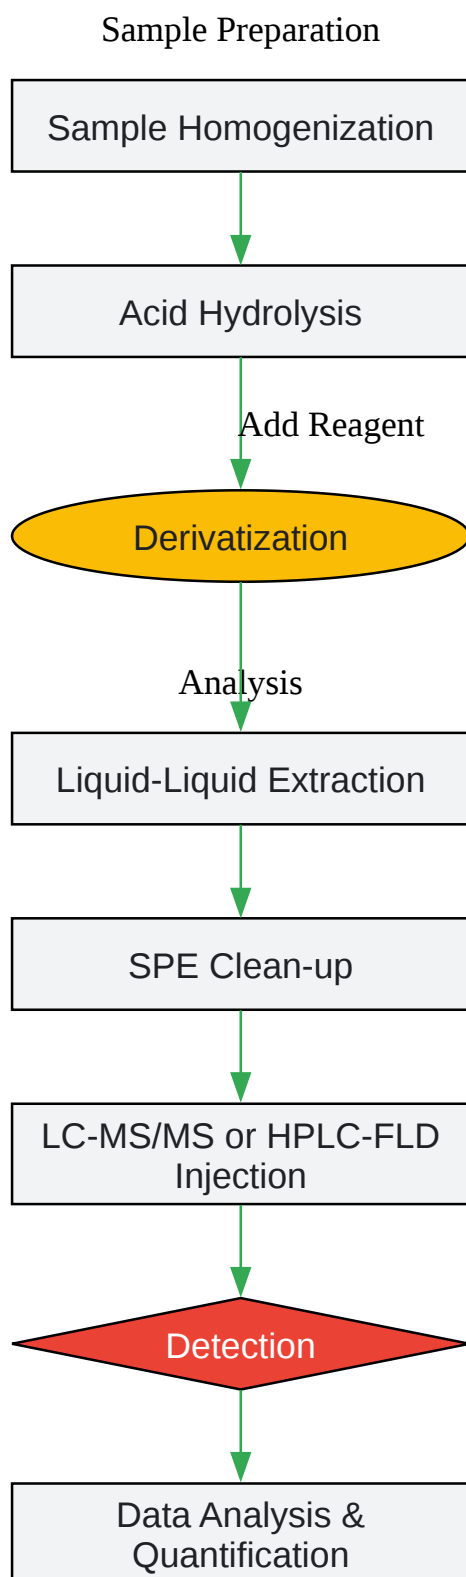 Sample Preparation
Sample Homogenization
Acid Hydrolysis
Add Reagent
Derivatization
Analysis
Liquid-Liquid Extraction
SPE Clean-up
LC-MS/MS or HPLC-FLD
Injection
Detection
Data Analysis &
Quantification